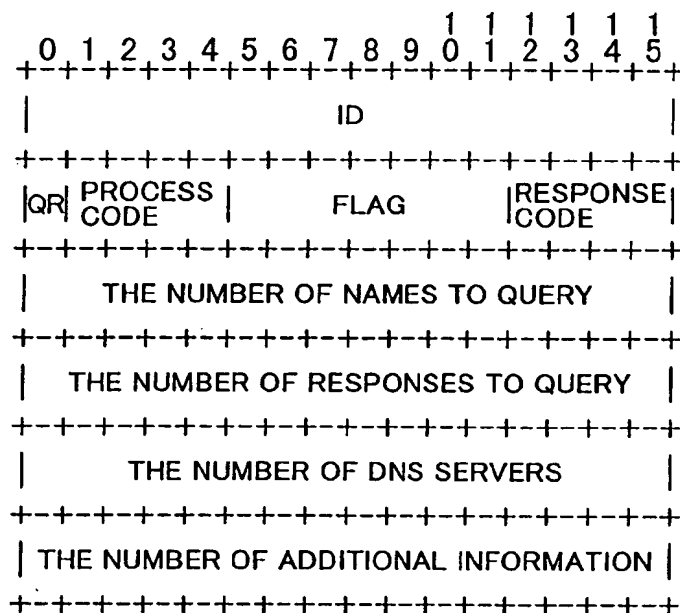 1 1 1 1 1 1
0 1 2 3 4 5 6 7 8 9 0 1 2 3 4 5
+-+-+-+-+-+-+-+-+-+-+-+-+-+-+-+-+
| ID |
+-+-+-+-+-+-+-+-+-+-+-+-+-+-+-+-+
|QR| PROCESS CODE | FLAG |RESPONSE CODE|
+-+-+-+-+-+-+-+-+-+-+-+-+-+-+-+-+
| THE NUMBER OF NAMES TO QUERY |
+-+-+-+-+-+-+-+-+-+-+-+-+-+-+-+-+
| THE NUMBER OF RESPONSES TO QUERY |
+-+-+-+-+-+-+-+-+-+-+-+-+-+-+-+-+
| THE NUMBER OF DNS SERVERS |
+-+-+-+-+-+-+-+-+-+-+-+-+-+-+-+-+
| THE NUMBER OF ADDITIONAL INFORMATION |
+-+-+-+-+-+-+-+-+-+-+-+-+-+-+-+-+